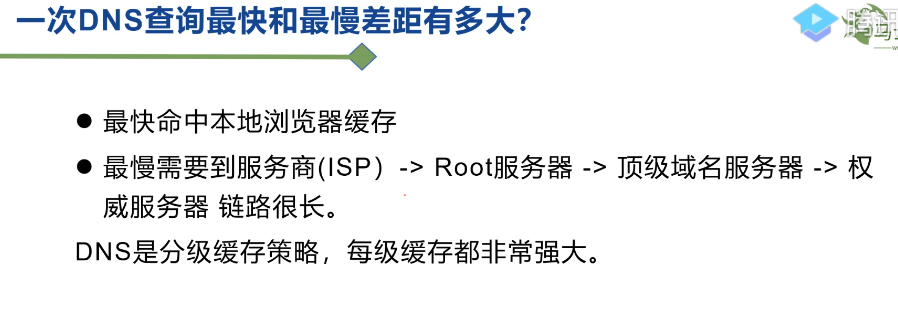 一次DNS查询最快和最慢差距有多大?
● 最快命中本地浏览器缓存
● 最慢需要到服务商(ISP）-> Root服务器 -> 顶级域名服务器 -> 权
威服务器 链路很长。
DNS是分级缓存策略，每级缓存都非常强大。